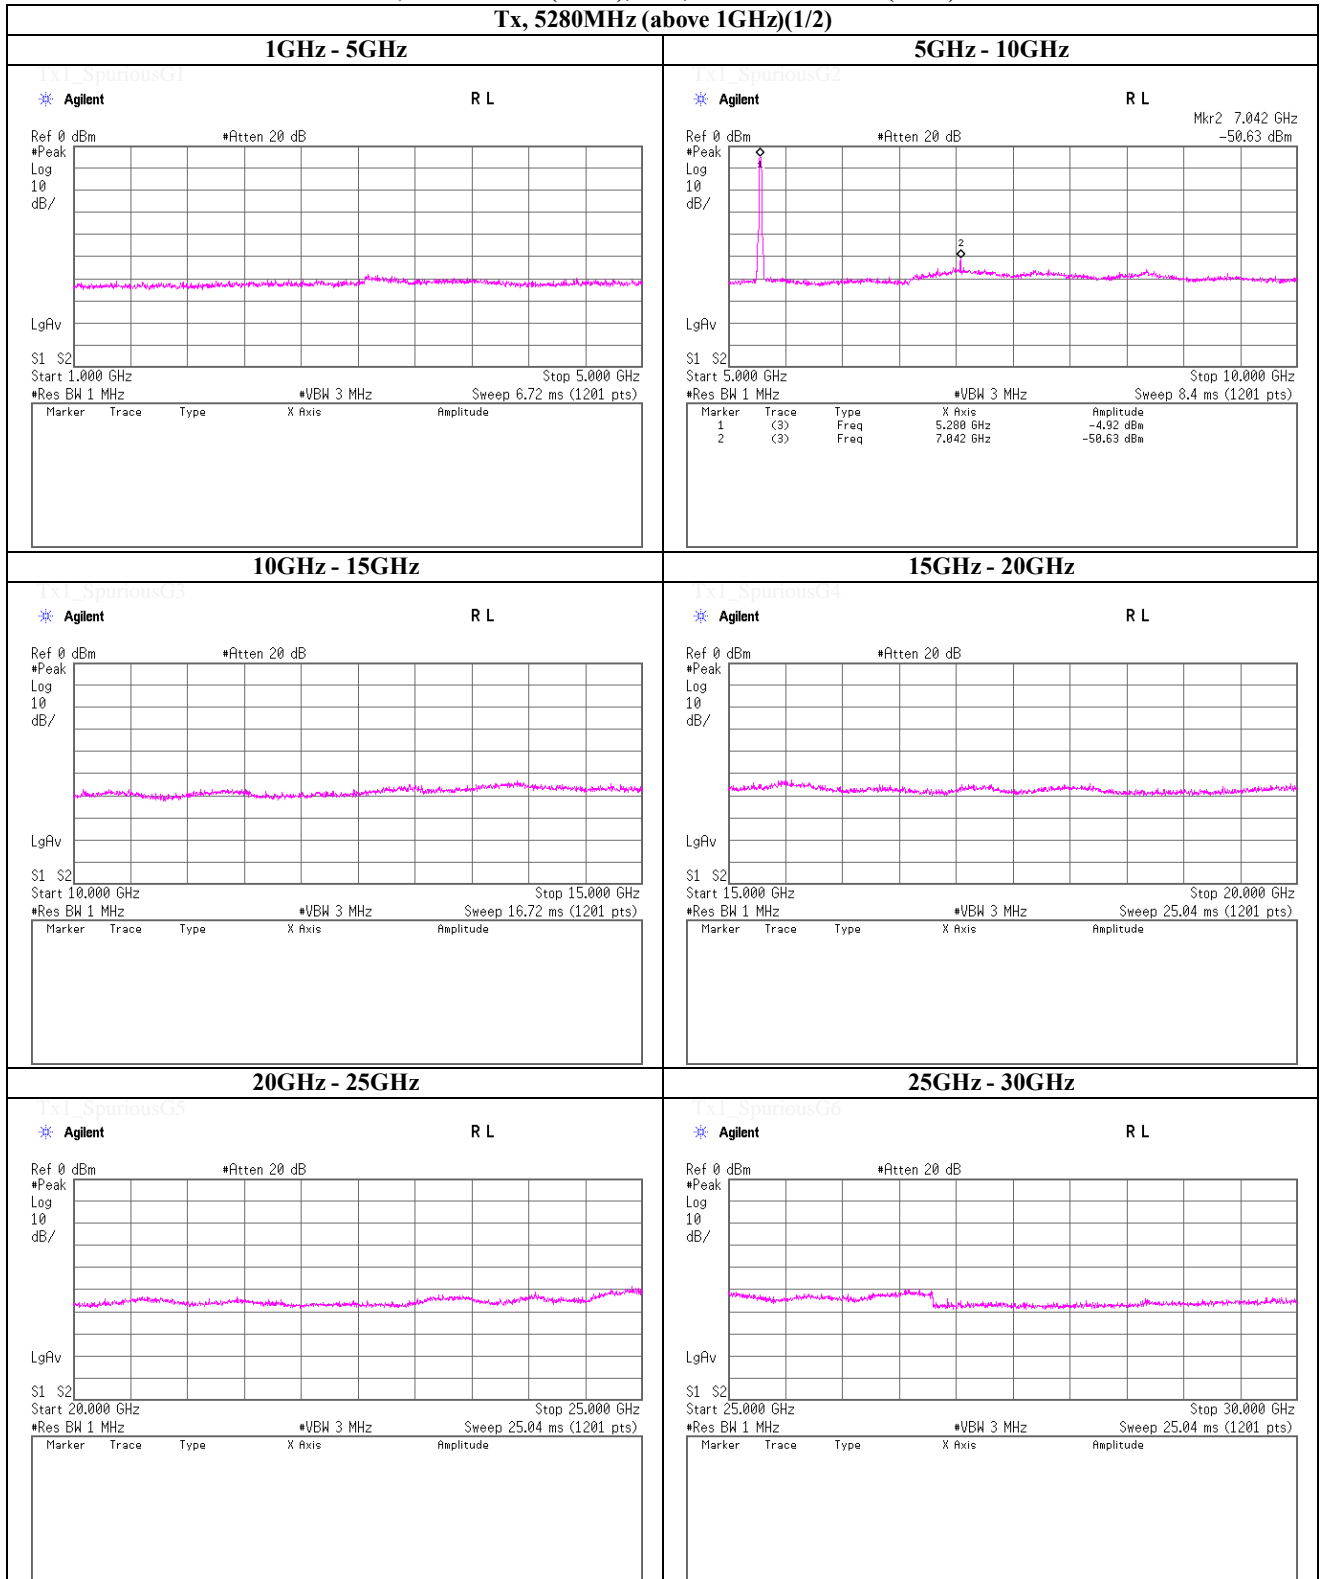 Tx, 5280MHz (above 1GHz)(1/2)
1GHz - 5GHz
Tx1_SpuriousG1
Agilent R L
Ref 0 dBm #Atten 20 dB
#Peak
Log
10
dB/
LgAv
S1 S2
Start 1.000 GHz Stop 5.000 GHz
#Res BW 1 MHz #VBW 3 MHz Sweep 6.72 ms (1201 pts)
Marker Trace Type X Axis Amplitude
5GHz - 10GHz
Tx1_SpuriousG2
Agilent R L
Mkr2 7.042 GHz
Ref 0 dBm #Atten 20 dB -50.63 dBm
#Peak
Log
10
dB/
1
2
LgAv
S1 S2
Start 5.000 GHz Stop 10.000 GHz
#Res BW 1 MHz #VBW 3 MHz Sweep 8.4 ms (1201 pts)
Marker Trace Type X Axis Amplitude
1 (3) Freq 5.280 GHz -4.92 dBm
2 (3) Freq 7.042 GHz -50.63 dBm
10GHz - 15GHz
Tx1_SpuriousG3
Agilent R L
Ref 0 dBm #Atten 20 dB
#Peak
Log
10
dB/
LgAv
S1 S2
Start 10.000 GHz Stop 15.000 GHz
#Res BW 1 MHz #VBW 3 MHz Sweep 16.72 ms (1201 pts)
Marker Trace Type X Axis Amplitude
15GHz - 20GHz
Tx1_SpuriousG4
Agilent R L
Ref 0 dBm #Atten 20 dB
#Peak
Log
10
dB/
LgAv
S1 S2
Start 15.000 GHz Stop 20.000 GHz
#Res BW 1 MHz #VBW 3 MHz Sweep 25.04 ms (1201 pts)
Marker Trace Type X Axis Amplitude
20GHz - 25GHz
Tx1_SpuriousG5
Agilent R L
Ref 0 dBm #Atten 20 dB
#Peak
Log
10
dB/
LgAv
S1 S2
Start 20.000 GHz Stop 25.000 GHz
#Res BW 1 MHz #VBW 3 MHz Sweep 25.04 ms (1201 pts)
Marker Trace Type X Axis Amplitude
25GHz - 30GHz
Tx1_SpuriousG6
Agilent R L
Ref 0 dBm #Atten 20 dB
#Peak
Log
10
dB/
LgAv
S1 S2
Start 25.000 GHz Stop 30.000 GHz
#Res BW 1 MHz #VBW 3 MHz Sweep 25.04 ms (1201 pts)
Marker Trace Type X Axis Amplitude